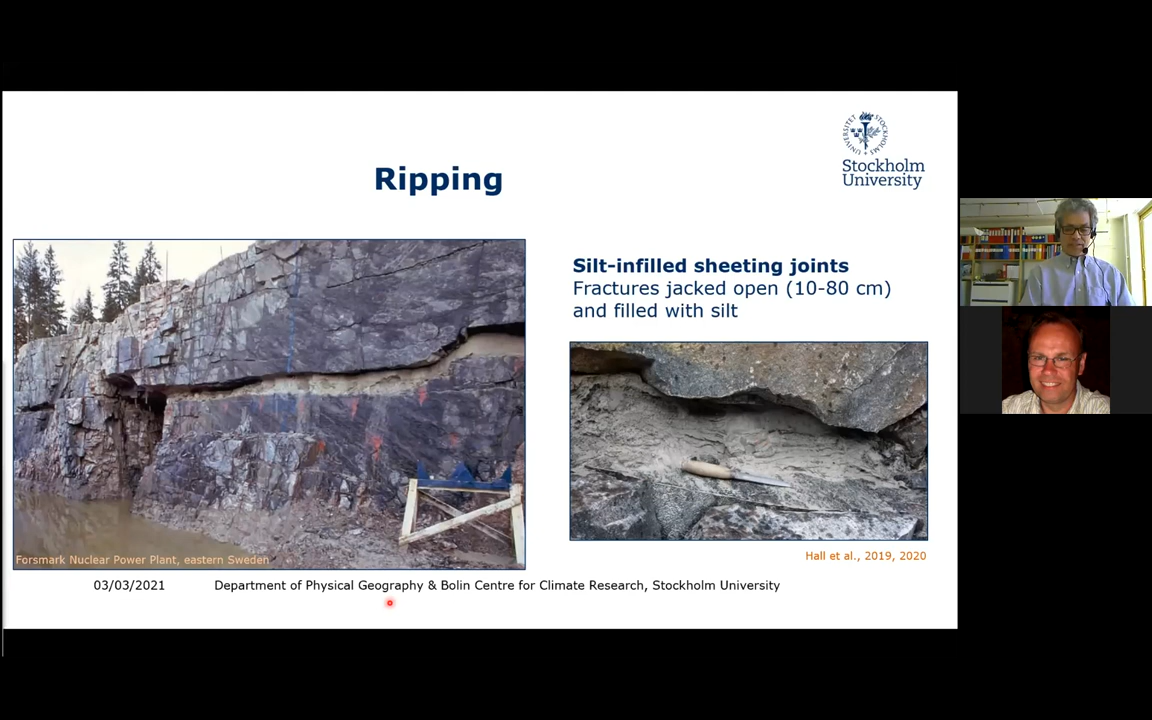 UNIVERSITET STOCKHOLMS
Stockholm
University
Ripping
Silt-infilled sheeting joints
Fractures jacked open (10-80 cm)
and filled with silt
Forsmark Nuclear Power Plant, eastern Sweden
Hall et al., 2019, 2020
03/03/2021 Department of Physical Geography & Bolin Centre for Climate Research, Stockholm University